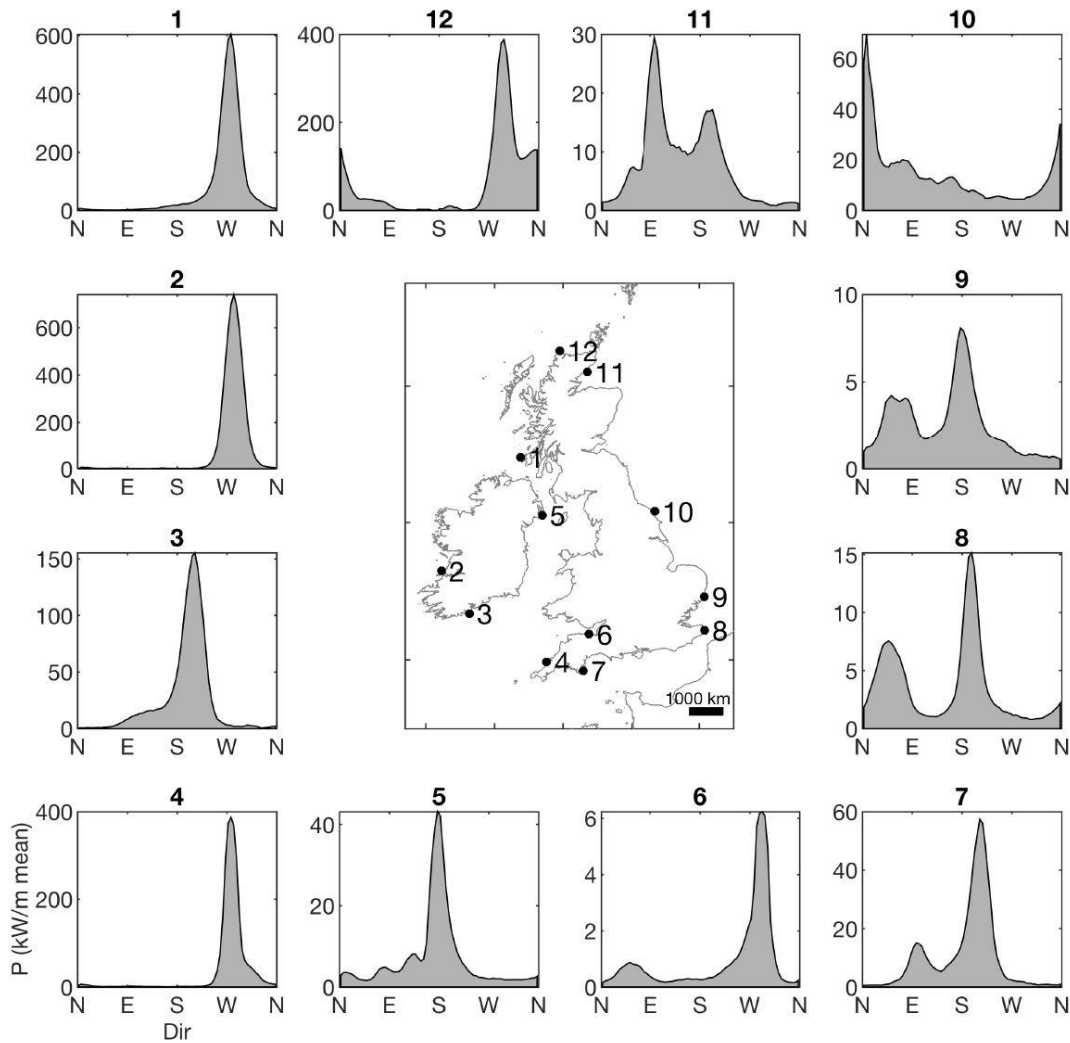 1 12 11 10
600 400 30 70
60
400 20 40
200 200 10 20
0 0 0 0
N E S W N N E S W N N E S W N N E S W N
2 9
10
600
400 5
200
0 0
N E S W N N E S W N
12
11
1
5
10
2
3
9
8
6
4
7
1000 km
3 8
150 15
100 10
50 5
0 0
N E S W N N E S W N
4 5 6 7
400 40 6 60
200 20 4 40
2 20
0 0 0 0
N E S W N N E S W N N E S W N N E S W N
P (kW/m mean)
Dir